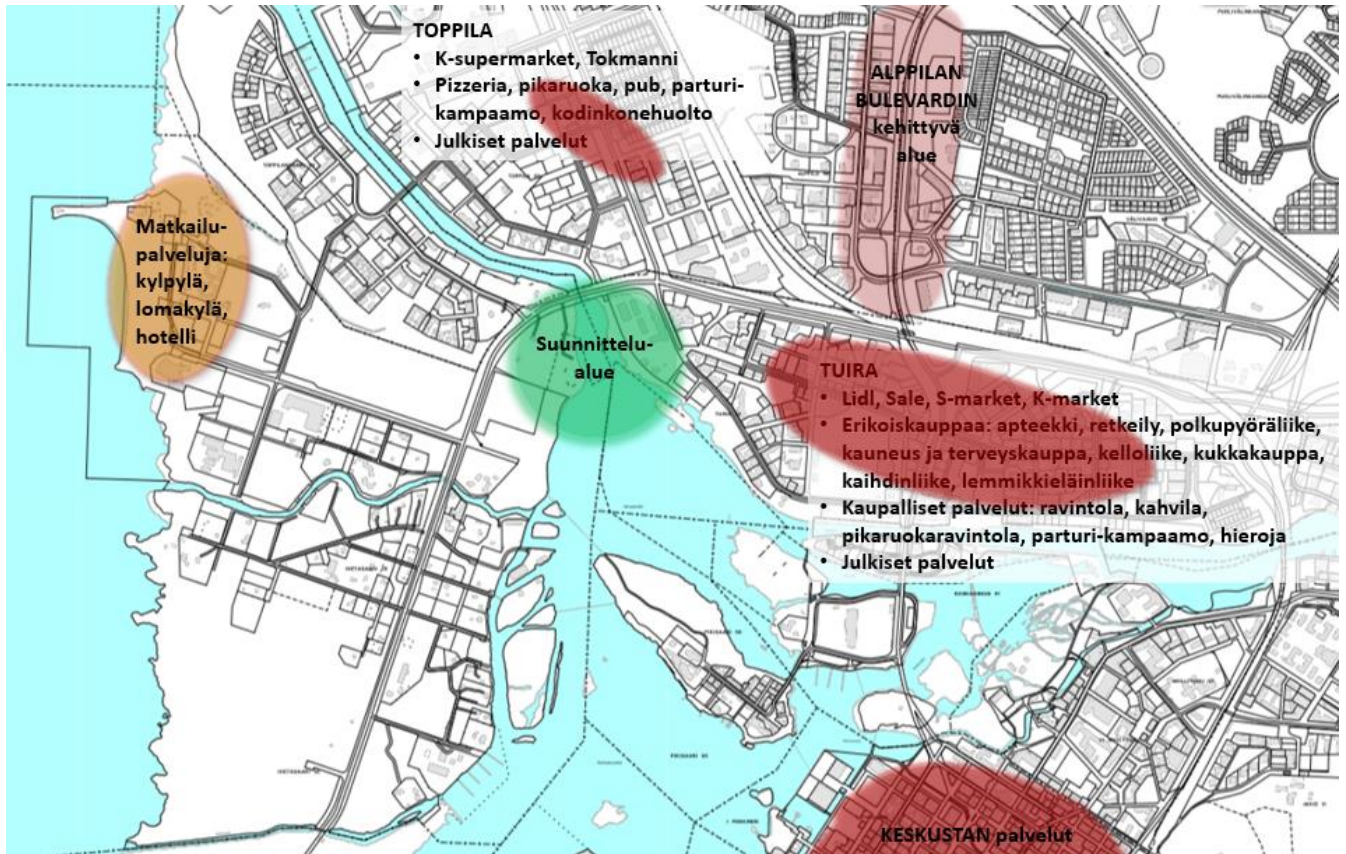 TOPPILA
• K-supermarket, Tokmanni
• Pizzeria, pikaruoka, pub, parturi-
kampaamo, kodinkonehuolto
• Julkiset palvelut
ALPPILAN
BULEVARDIN
kehittyvä
alue
Matkailu-
palveluja:
kylpylä,
lomakylä,
hotelli
Suunnittelu-
alue
TUIRA
• Lidl, Sale, S-market, K-market
• Erikoiskauppaa: apteekki, retkeily, polkupyöräliike,
kauneus ja terveyskauppa, kelloliike, kukkakauppa,
kaihdinliike, lemmikkieläinliike
• Kaupalliset palvelut: ravintola, kahvila,
pikaruokaravintola, parturi-kampaamo, hieroja
• Julkiset palvelut
KESKUSTAN palvelut